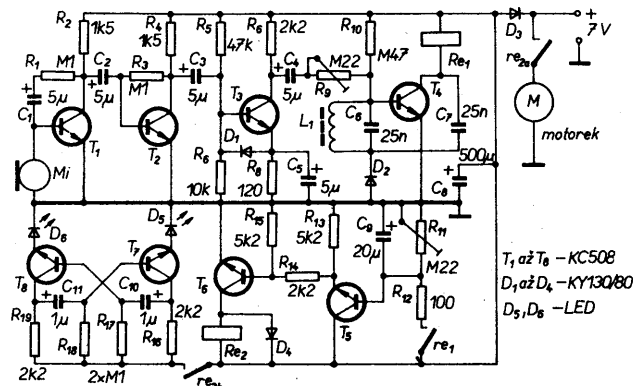 R2
1k5
R4
1k5
R5
47k
R6
2k2
R10
M47
Re1
D3
+
7V
re2a
M
motorek
R1
M1
C2
5µ
R3
M1
C3
5µ
C4
5µ
M22
R9
5µ
C1
T1
T2
T3
T4
L1
C6
25n
C7
25n
D1
R6
10k
R8
120
C5
5µ
D2
500µ
C8
Mi
D6
D5
T8
T7
R15
5k2
R13
5k2
C9
20µ
R11
M22
T6
R14
2k2
T5
R12
100
re1
C11
1µ
C10
1µ
2k2
R19
R18
R17
R16
2k2
2xM1
Re2
D4
T1 až T8 – KC508
D1 až D4 – KY130/80
D5, D6 – LED